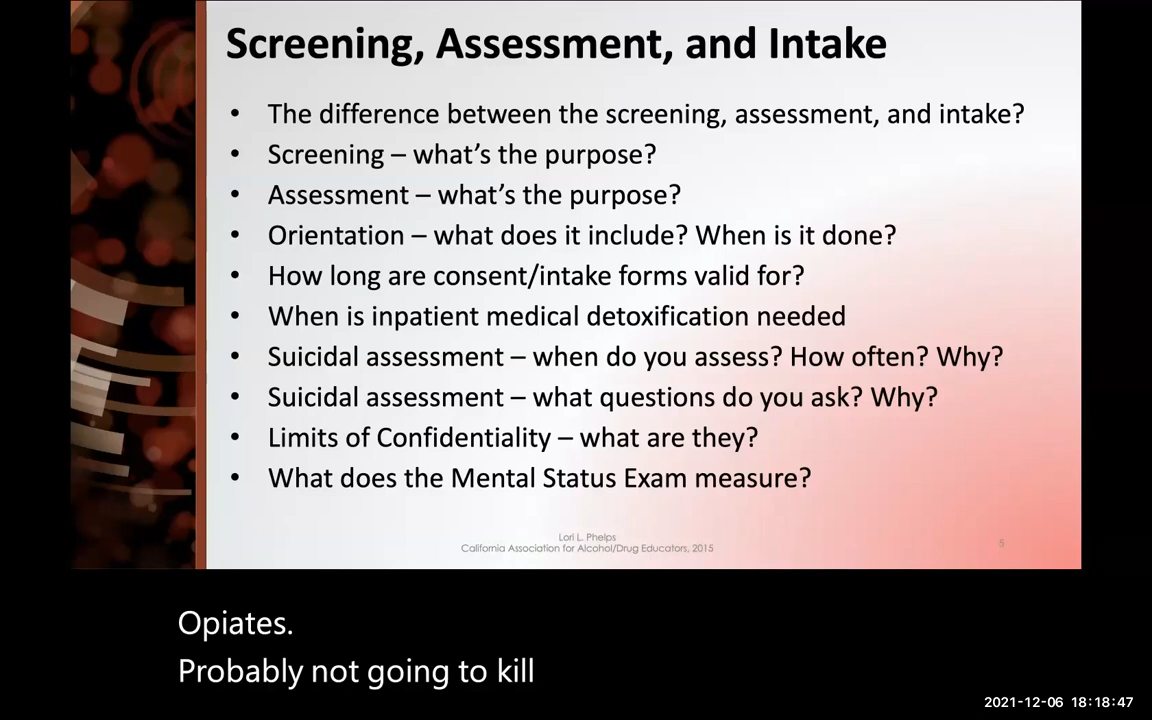 Screening, Assessment, and Intake
• The difference between the screening, assessment, and intake?
• Screening – what's the purpose?
• Assessment – what's the purpose?
• Orientation – what does it include? When is it done?
• How long are consent/intake forms valid for?
• When is inpatient medical detoxification needed
• Suicidal assessment – when do you assess? How often? Why?
• Suicidal assessment – what questions do you ask? Why?
• Limits of Confidentiality – what are they?
• What does the Mental Status Exam measure?
Lori L. Phelps
California Association for Alcohol/Drug Educators, 2015
5
Opiates.
Probably not going to kill
2021-12-06 18:18:47